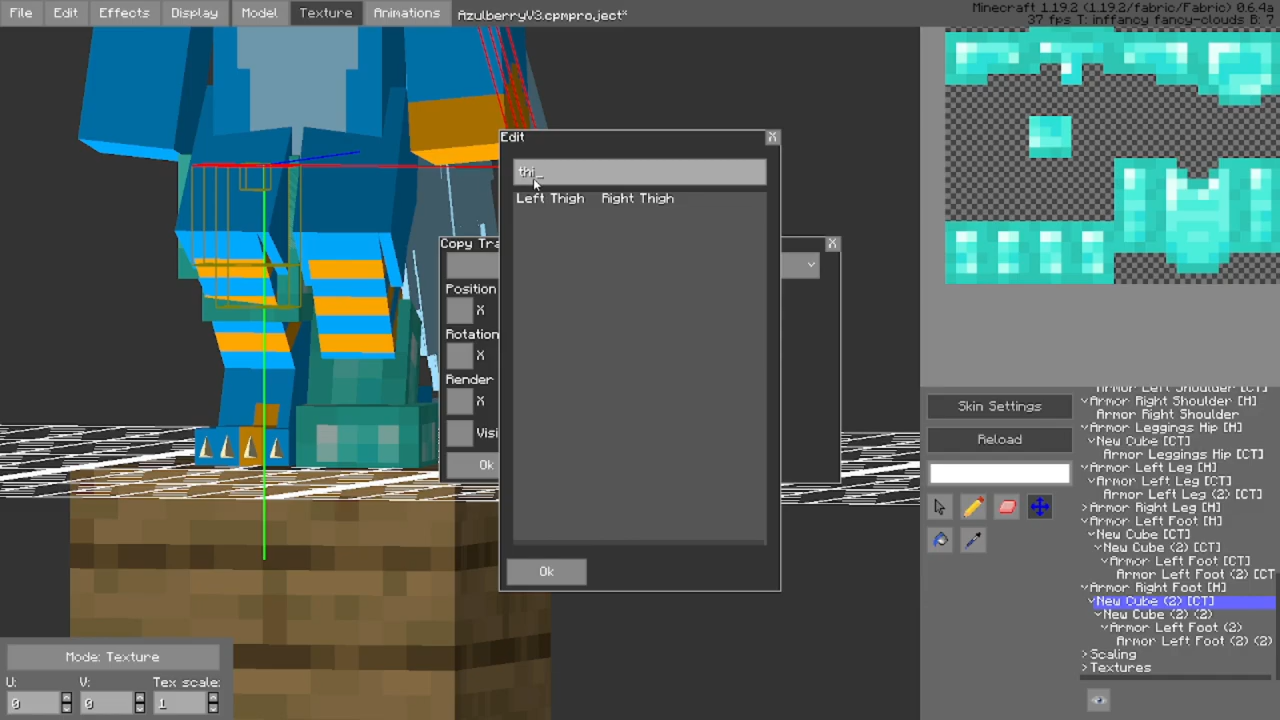 File Edit Effects Display Model Texture Animations AzulberryV3.cpmproject*
Minecraft 1.19.2 (1.19.2/fabric/Fabric) 0.6.4a
37 fps T: inf fancy fancy-clouds B: 7
Edit X
thi_
Left Thigh Right Thigh
Ok
Copy Tra X
Position
X
Rotation
X
Render
X
Visi
Ok
Skin Settings
Reload
Armor Left Shoulder [CT]
Armor Right Shoulder [H]
Armor Right Shoulder
Armor Leggings Hip [H]
New Cube [CT]
Armor Leggings Hip [CT]
Armor Left Leg [H]
Armor Left Leg [CT]
Armor Left Leg (2) [CT]
Armor Right Leg [H]
Armor Left Foot [H]
New Cube [CT]
New Cube (2) [CT]
Armor Left Foot [CT]
Armor Left Foot (2) [CT
Armor Right Foot [H]
New Cube (2) [CT]
New Cube (2) (2)
Armor Left Foot (2)
Armor Left Foot (2) (2)
Scaling
Textures
Mode: Texture
U: V: Tex scale:
0 0 1